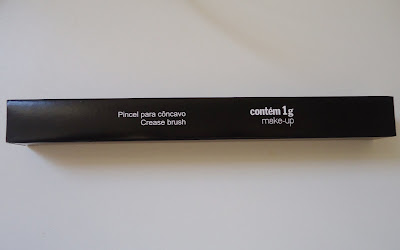 Pincel para côncavo
Crease brush
contém 1g
make-up